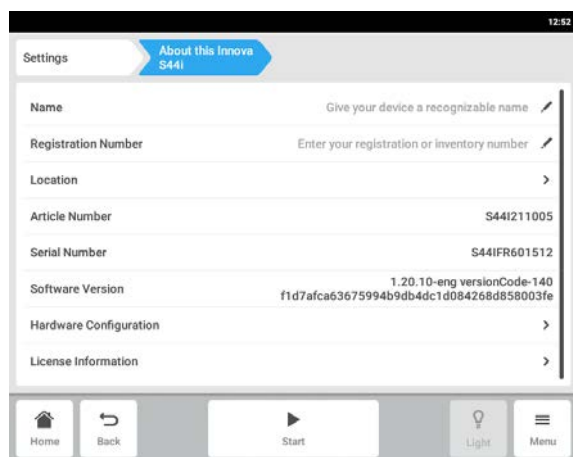 12:52
Settings
About this Innova
S44i
Name
Give your device a recognizable name
Registration Number
Enter your registration or inventory number
Location
Article Number
S44I211005
Serial Number
S44IFR601512
Software Version
1.20.10-eng versionCode-140
f1d7afca63675994b9db4dc1d084268d858003fe
Hardware Configuration
License Information
Home
Back
Start
Light
Menu